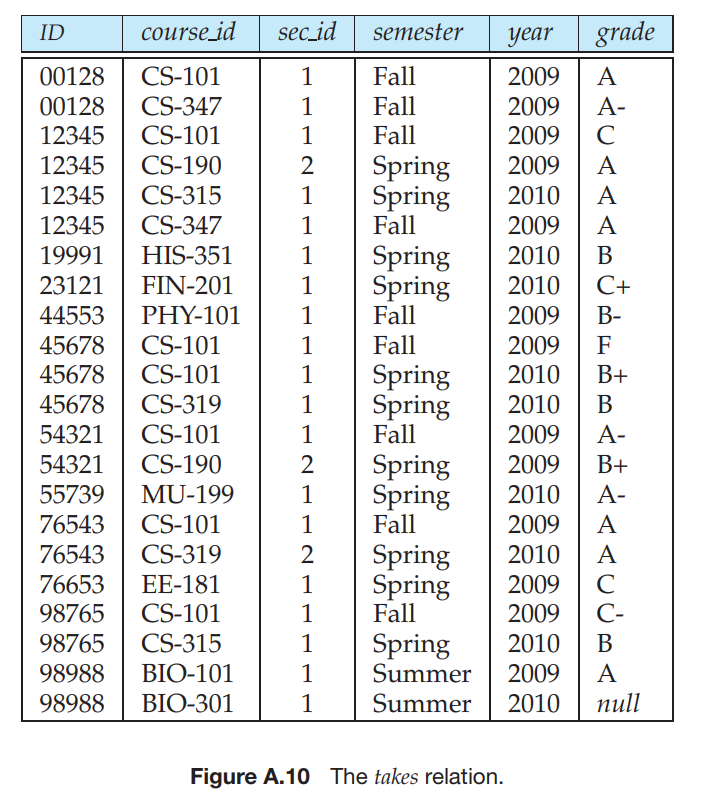 ID course_id sec_id semester year grade
00128 CS-101 1 Fall 2009 A
00128 CS-347 1 Fall 2009 A-
12345 CS-101 1 Fall 2009 C
12345 CS-190 2 Spring 2009 A
12345 CS-315 1 Spring 2010 A
12345 CS-347 1 Fall 2009 A
19991 HIS-351 1 Spring 2010 B
23121 FIN-201 1 Spring 2010 C+
44553 PHY-101 1 Fall 2009 B-
45678 CS-101 1 Fall 2009 F
45678 CS-101 1 Spring 2010 B+
45678 CS-319 1 Spring 2010 B
54321 CS-101 1 Fall 2009 A-
54321 CS-190 2 Spring 2009 B+
55739 MU-199 1 Spring 2010 A-
76543 CS-101 1 Fall 2009 A
76543 CS-319 2 Spring 2010 A
76653 EE-181 1 Spring 2009 C
98765 CS-101 1 Fall 2009 C-
98765 CS-315 1 Spring 2010 B
98988 BIO-101 1 Summer 2009 A
98988 BIO-301 1 Summer 2010 null
Figure A.10 The takes relation.